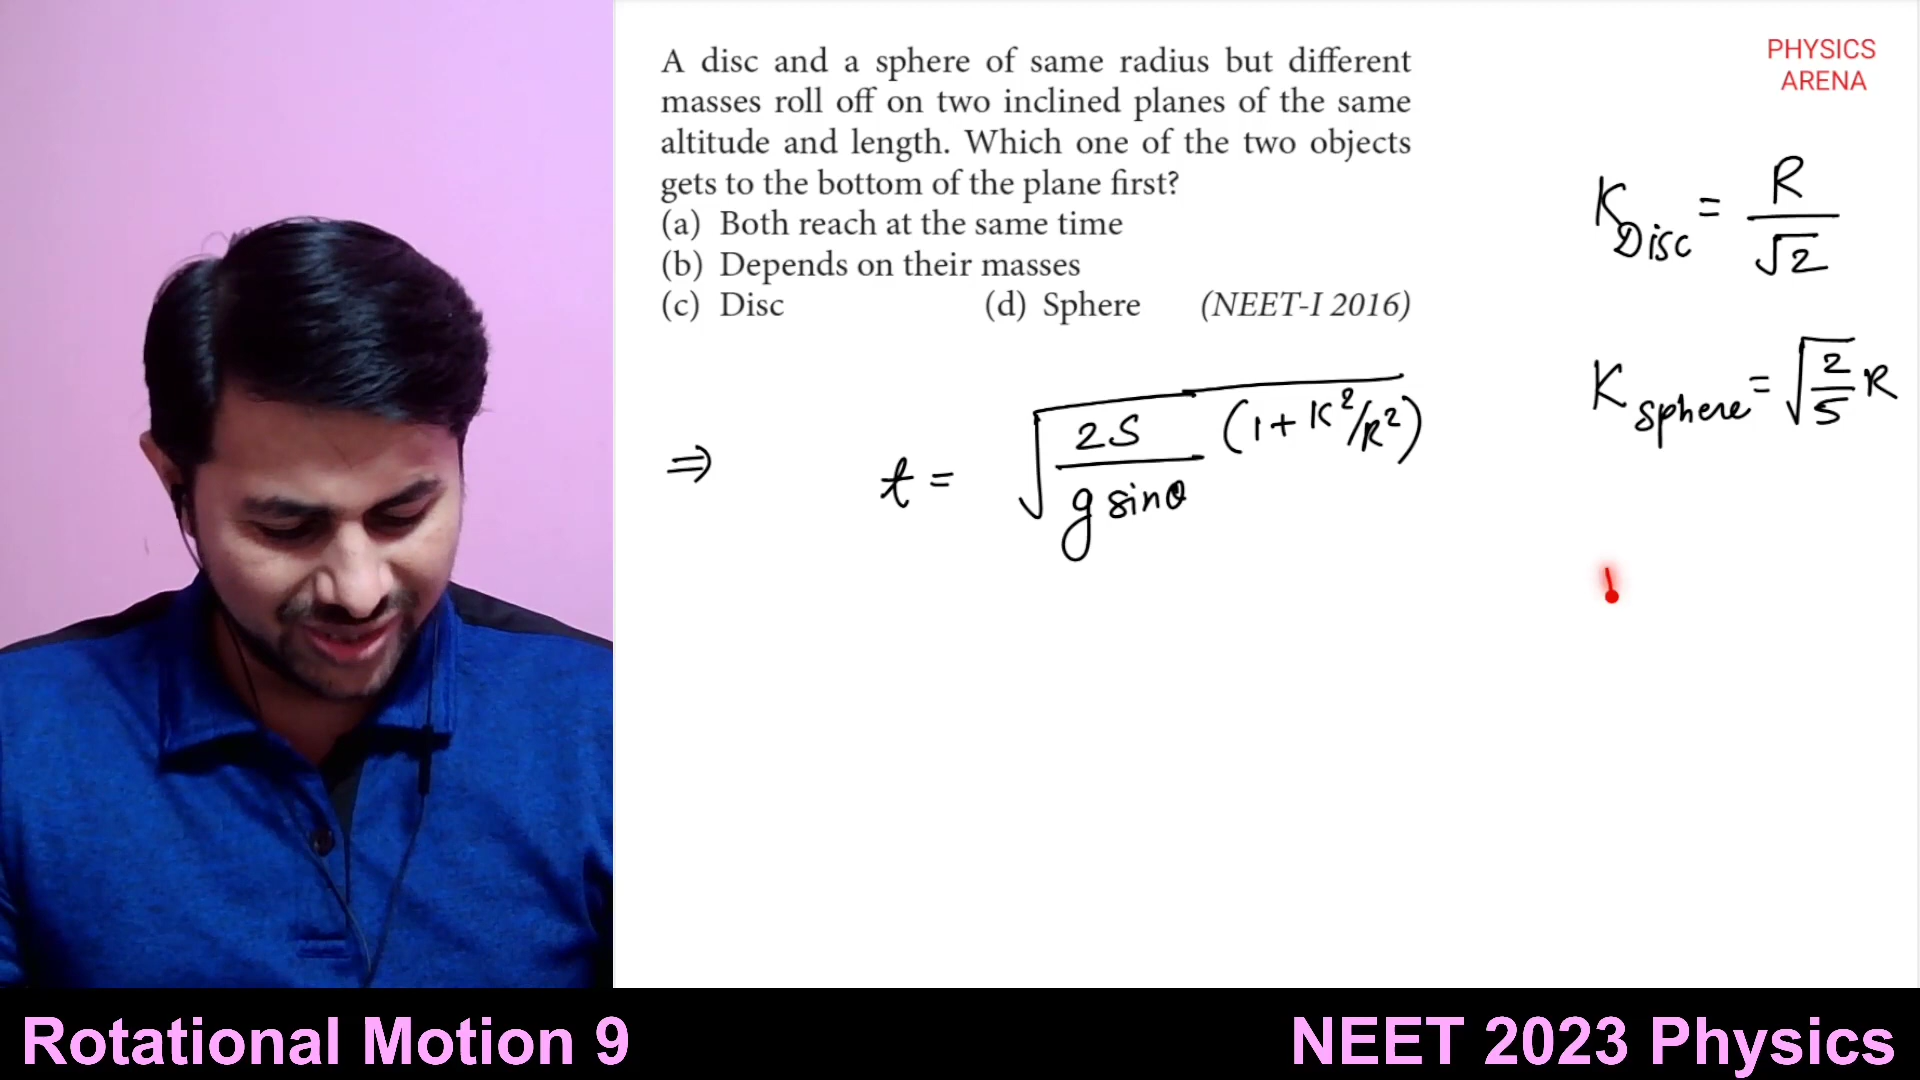 A disc and a sphere of same radius but different
masses roll off on two inclined planes of the same
altitude and length. Which one of the two objects
gets to the bottom of the plane first?
(a) Both reach at the same time
(b) Depends on their masses
(c) Disc (d) Sphere (NEET-I 2016)
PHYSICS
ARENA
K_Disc = R/√2
K_sphere = √(2/5) R
⇒ t = √(2S/(g sinθ) (1+K²/R²))
Rotational Motion 9
NEET 2023 Physics